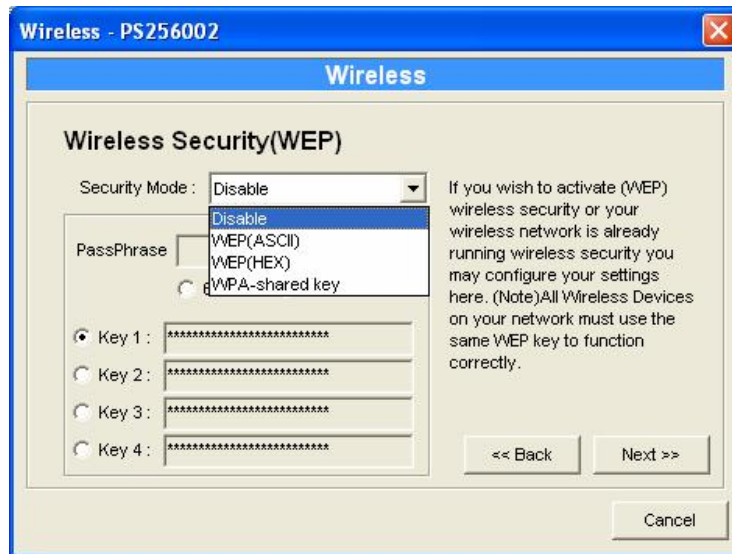 Wireless - PS256002
Wireless
Wireless Security(WEP)
Security Mode : Disable
Disable
WEP(ASCII)
WEP(HEX)
WPA-shared key
PassPhrase
Key 1 : **************************
Key 2 : **************************
Key 3 : **************************
Key 4 : **************************
If you wish to activate (WEP)
wireless security or your
wireless network is already
running wireless security you
may configure your settings
here. (Note)All Wireless Devices
on your network must use the
same WEP key to function
correctly.
<< Back
Next >>
Cancel